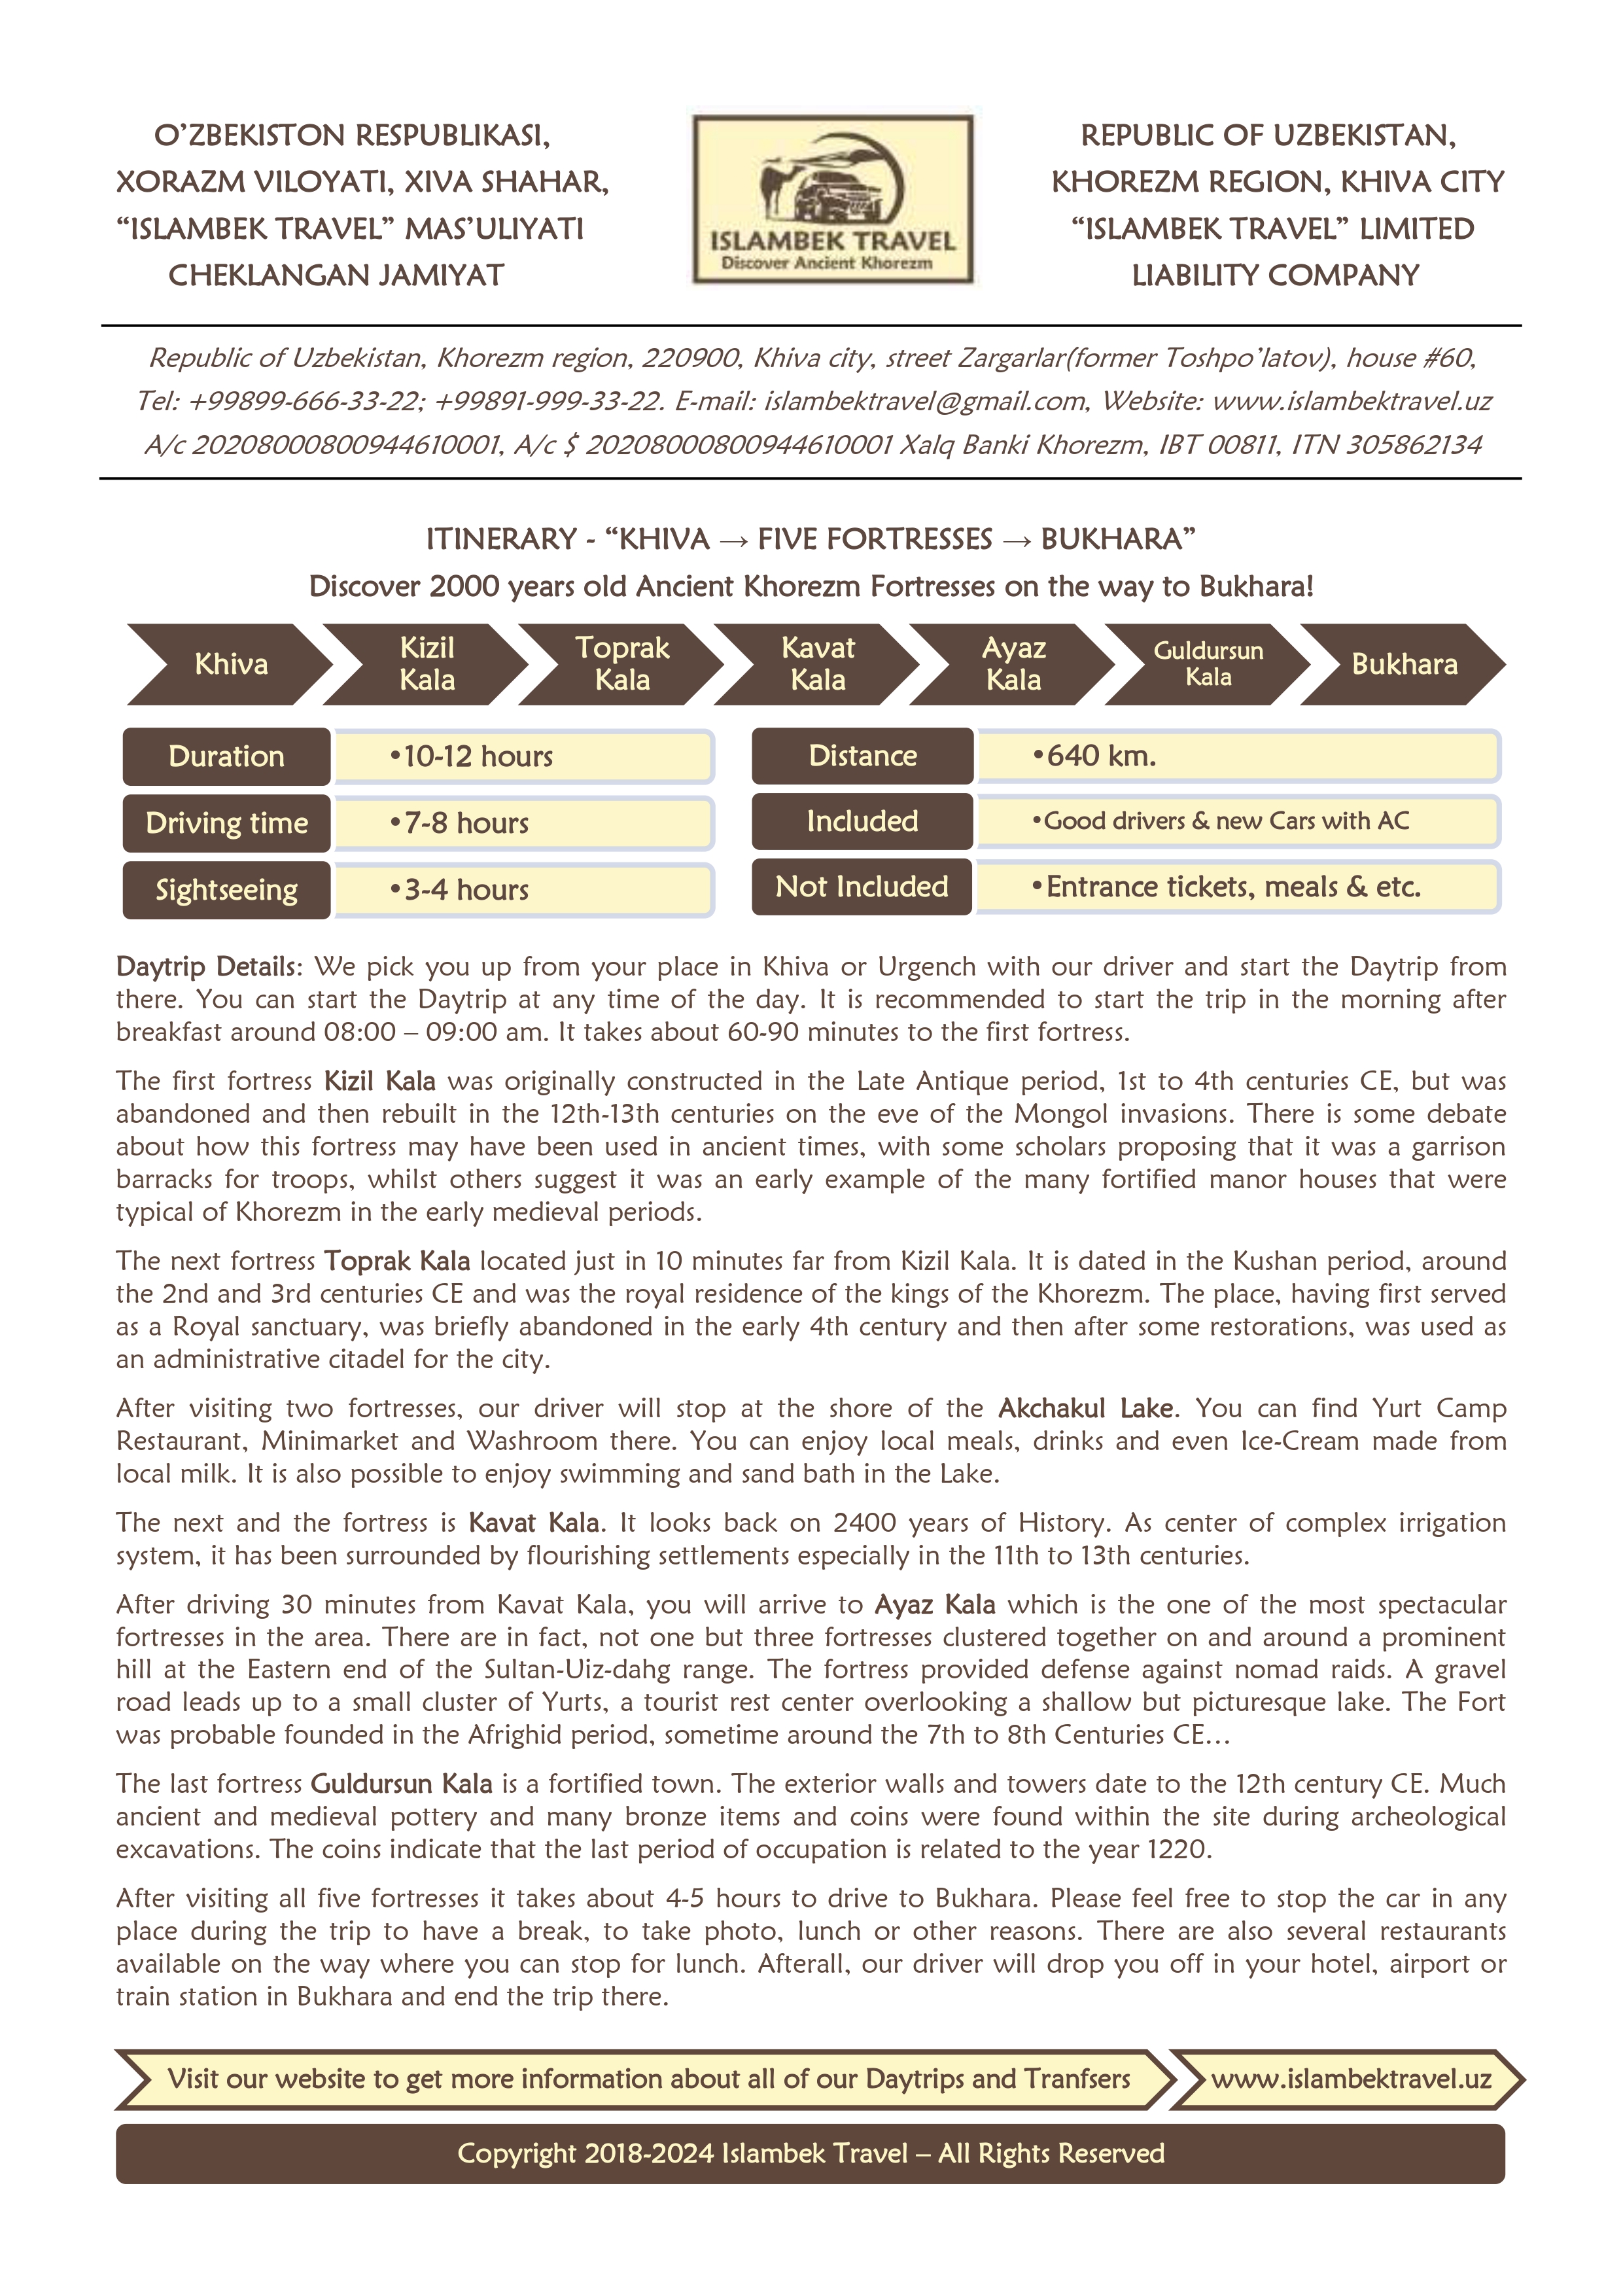 O’ZBEKISTON RESPUBLIKASI,
XORAZM VILOYATI, XIVA SHAHAR,
“ISLAMBEK TRAVEL” MAS’ULIYATI
CHEKLANGAN JAMIYAT
ISLAMBEK TRAVEL
Discover Ancient Khorezm
REPUBLIC OF UZBEKISTAN,
KHOREZM REGION, KHIVA CITY
“ISLAMBEK TRAVEL” LIMITED
LIABILITY COMPANY
Republic of Uzbekistan, Khorezm region, 220900, Khiva city, street Zargarlar(former Toshpo’latov), house #60,
Tel: +99899-666-33-22; +99891-999-33-22. E-mail: islambektravel@gmail.com, Website: www.islambektravel.uz
A/c 20208000800944610001, A/c $ 20208000800944610001 Xalq Banki Khorezm, IBT 00811, ITN 305862134
ITINERARY - “KHIVA → FIVE FORTRESSES → BUKHARA”
Discover 2000 years old Ancient Khorezm Fortresses on the way to Bukhara!
Khiva
Kizil
Kala
Toprak
Kala
Kavat
Kala
Ayaz
Kala
Guldursun
Kala
Bukhara
Duration
•10-12 hours
Distance
•640 km.
Driving time
•7-8 hours
Included
•Good drivers & new Cars with AC
Sightseeing
•3-4 hours
Not Included
•Entrance tickets, meals & etc.
Daytrip Details: We pick you up from your place in Khiva or Urgench with our driver and start the Daytrip from
there. You can start the Daytrip at any time of the day. It is recommended to start the trip in the morning after
breakfast around 08:00 – 09:00 am. It takes about 60-90 minutes to the first fortress.
The first fortress Kizil Kala was originally constructed in the Late Antique period, 1st to 4th centuries CE, but was
abandoned and then rebuilt in the 12th-13th centuries on the eve of the Mongol invasions. There is some debate
about how this fortress may have been used in ancient times, with some scholars proposing that it was a garrison
barracks for troops, whilst others suggest it was an early example of the many fortified manor houses that were
typical of Khorezm in the early medieval periods.
The next fortress Toprak Kala located just in 10 minutes far from Kizil Kala. It is dated in the Kushan period, around
the 2nd and 3rd centuries CE and was the royal residence of the kings of the Khorezm. The place, having first served
as a Royal sanctuary, was briefly abandoned in the early 4th century and then after some restorations, was used as
an administrative citadel for the city.
After visiting two fortresses, our driver will stop at the shore of the Akchakul Lake. You can find Yurt Camp
Restaurant, Minimarket and Washroom there. You can enjoy local meals, drinks and even Ice-Cream made from
local milk. It is also possible to enjoy swimming and sand bath in the Lake.
The next and the fortress is Kavat Kala. It looks back on 2400 years of History. As center of complex irrigation
system, it has been surrounded by flourishing settlements especially in the 11th to 13th centuries.
After driving 30 minutes from Kavat Kala, you will arrive to Ayaz Kala which is the one of the most spectacular
fortresses in the area. There are in fact, not one but three fortresses clustered together on and around a prominent
hill at the Eastern end of the Sultan-Uiz-dahg range. The fortress provided defense against nomad raids. A gravel
road leads up to a small cluster of Yurts, a tourist rest center overlooking a shallow but picturesque lake. The Fort
was probable founded in the Afrighid period, sometime around the 7th to 8th Centuries CE…
The last fortress Guldursun Kala is a fortified town. The exterior walls and towers date to the 12th century CE. Much
ancient and medieval pottery and many bronze items and coins were found within the site during archeological
excavations. The coins indicate that the last period of occupation is related to the year 1220.
After visiting all five fortresses it takes about 4-5 hours to drive to Bukhara. Please feel free to stop the car in any
place during the trip to have a break, to take photo, lunch or other reasons. There are also several restaurants
available on the way where you can stop for lunch. Afterall, our driver will drop you off in your hotel, airport or
train station in Bukhara and end the trip there.
Visit our website to get more information about all of our Daytrips and Tranfsers
www.islambektravel.uz
Copyright 2018-2024 Islambek Travel – All Rights Reserved